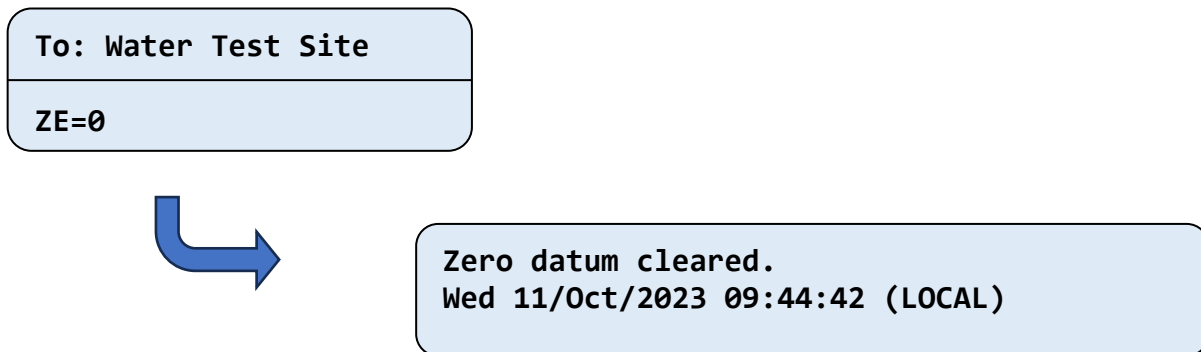 To: Water Test Site
ZE=0
Zero datum cleared.
Wed 11/Oct/2023 09:44:42 (LOCAL)